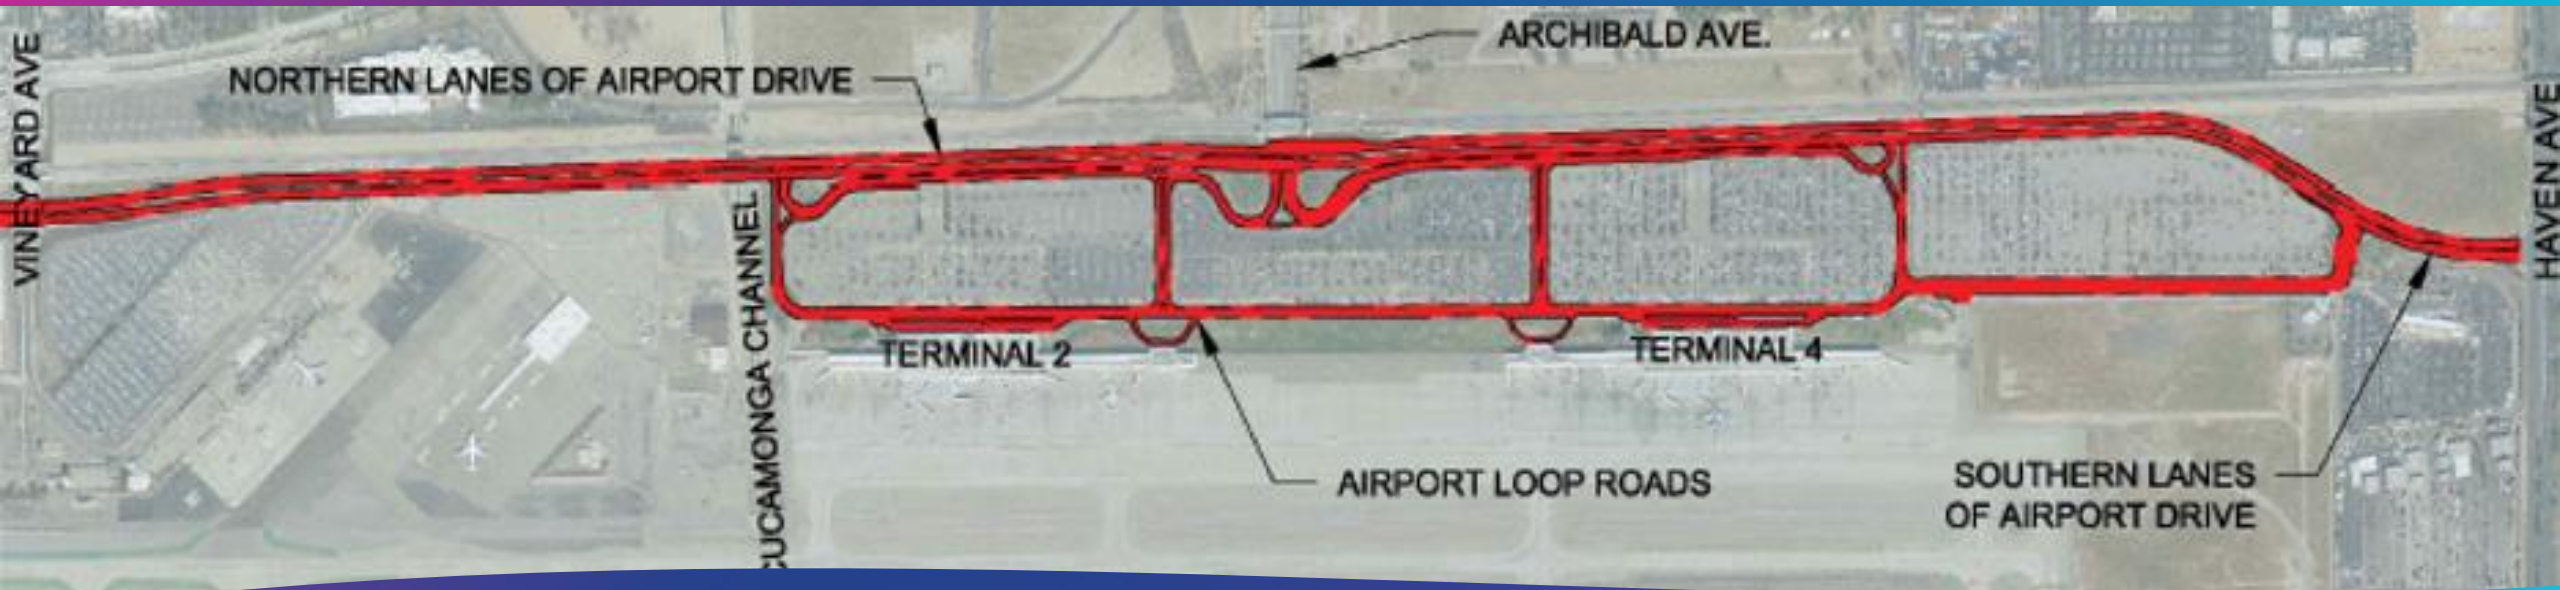 ARCHIBALD AVE.
NORTHERN LANES OF AIRPORT DRIVE
VINEYARD AVE
HAVEN AVE
CUCAMONGA CHANNEL
TERMINAL 2
TERMINAL 4
AIRPORT LOOP ROADS
SOUTHERN LANES
OF AIRPORT DRIVE